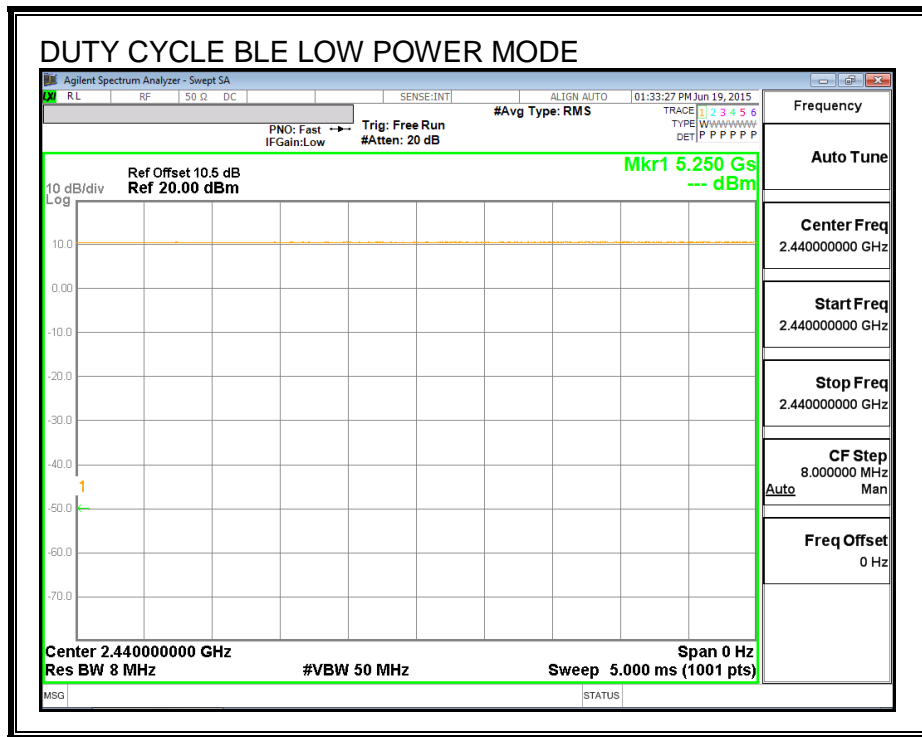 DUTY CYCLE BLE LOW POWER MODE
Agilent Spectrum Analyzer - Swept SA
LXI RL RF 50 Ω DC SENSE:INT ALIGN AUTO 01:33:27 PM Jun 19, 2015
Frequency
#Avg Type: RMS TRACE 1 2 3 4 5 6
PNO: Fast Trig: Free Run TYPE WWWWWW
IFGain:Low #Atten: 20 dB DET P P P P P P
Auto Tune
Mkr1 5.250 Gs
--- dBm
Ref Offset 10.5 dB
10 dB/div Ref 20.00 dBm
Log
10.0
0.00
-10.0
-20.0
-30.0
-40.0
1
-50.0
-60.0
-70.0
Center Freq
2.440000000 GHz
Start Freq
2.440000000 GHz
Stop Freq
2.440000000 GHz
CF Step
8.000000 MHz
Auto Man
Freq Offset
0 Hz
Center 2.440000000 GHz Span 0 Hz
Res BW 8 MHz #VBW 50 MHz Sweep 5.000 ms (1001 pts)
MSG STATUS